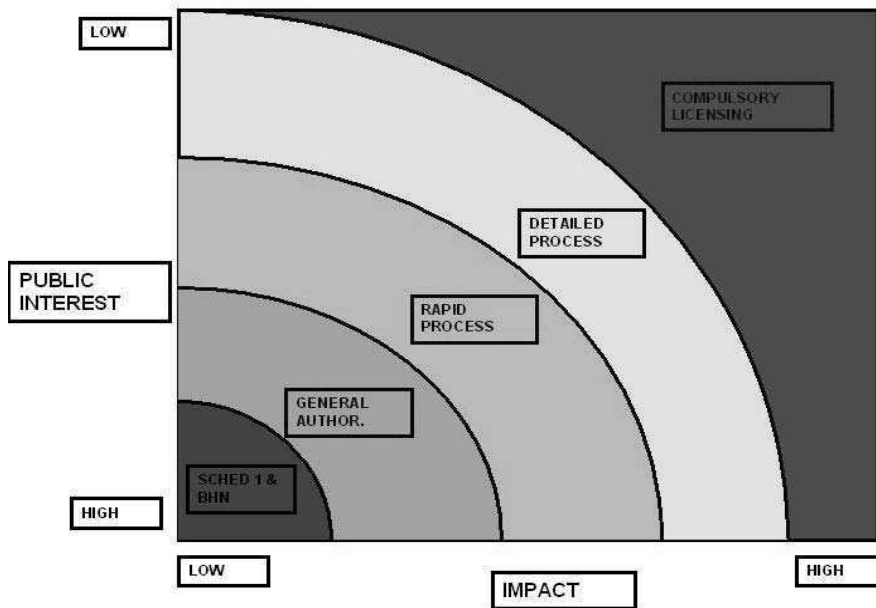 LOW
COMPULSORY
LICENSING
DETAILED
PROCESS
PUBLIC
INTEREST
RAPID
PROCESS
GENERAL
AUTHOR.
SCHED 1 &
BHN
HIGH
LOW
IMPACT
HIGH